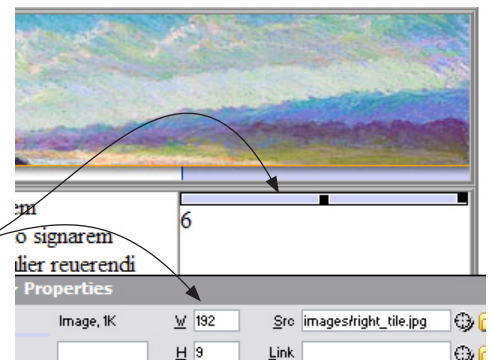 em
o signarem
lier reuerendi
6
Properties
Image, 1K
W 192
Src images/right_tile.jpg
H 9
Link